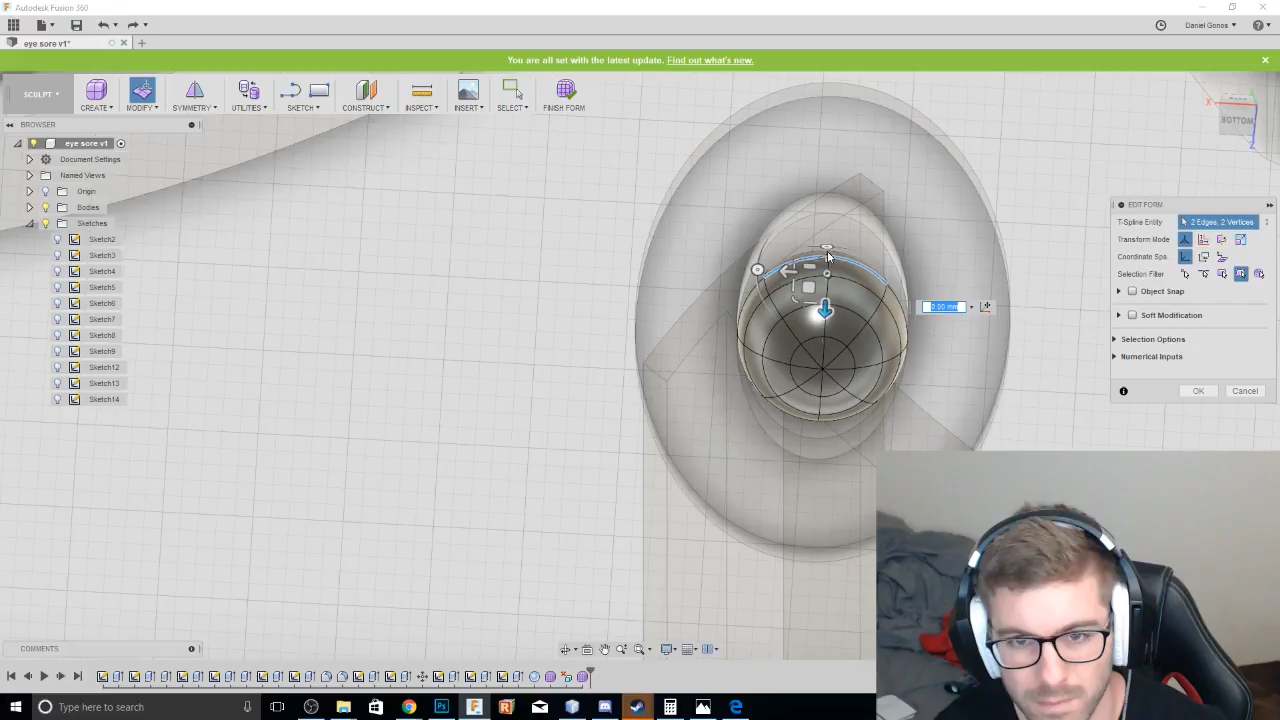 Autodesk Fusion 360
Daniel Gonos
eye sore v1*
You are all set with the latest update. Find out what's new.
SCULPT
CREATE
MODIFY
SYMMETRY
UTILITIES
SKETCH
CONSTRUCT
INSPECT
INSERT
SELECT
FINISH FORM
BROWSER
eye sore v1
Document Settings
Named Views
Origin
Bodies
Sketches
Sketch2
Sketch3
Sketch4
Sketch5
Sketch6
Sketch7
Sketch8
Sketch9
Sketch12
Sketch13
Sketch14
X
BOTTOM
Z
EDIT FORM
T-Spline Entity
2 Edges, 2 Vertices
Transform Mode
Coordinate Spa..
Selection Filter
Object Snap
Soft Modification
Selection Options
Numerical Inputs
OK
Cancel
0.00 mm
COMMENTS
Type here to search